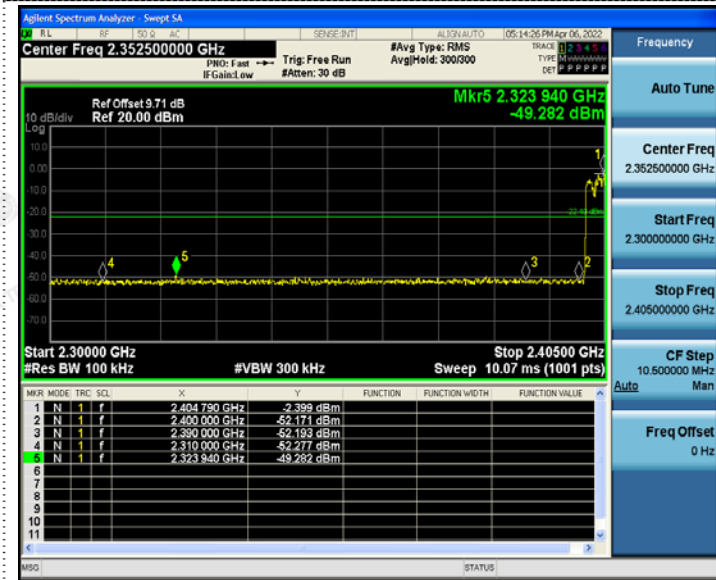 Agilent Spectrum Analyzer - Swept SA
RL RF 50 Ω AC SENSE:INT ALIGN AUTO 05:14:26 PM Apr 06, 2022
Center Freq 2.352500000 GHz
PNO: Fast
IFGain:Low
Trig: Free Run
#Atten: 30 dB
#Avg Type: RMS
Avg|Hold: 300/300
TRACE 1 2 3 4 5 6
TYPE M
DET P P P P P P
Frequency
Mkr5 2.323 940 GHz
-49.282 dBm
Ref Offset 9.71 dB
Ref 20.00 dBm
10 dB/div
Log
10.0
0.00
-10.0
-20.0
-30.0
-40.0
-50.0
-60.0
-70.0
1
2
3
4
5
Start 2.30000 GHz
Stop 2.40500 GHz
#Res BW 100 kHz
#VBW 300 kHz
Sweep 10.07 ms (1001 pts)
MKR MODE TRC SCL X Y FUNCTION FUNCTION WIDTH FUNCTION VALUE
1 N 1 f 2.404 790 GHz -2.399 dBm
2 N 1 f 2.400 000 GHz -52.171 dBm
3 N 1 f 2.390 000 GHz -52.193 dBm
4 N 1 f 2.310 000 GHz -52.277 dBm
5 N 1 f 2.323 940 GHz -49.282 dBm
6
7
8
9
10
11
MSG
STATUS
Auto Tune
Center Freq
2.352500000 GHz
Start Freq
2.300000000 GHz
Stop Freq
2.405000000 GHz
CF Step
10.500000 MHz
Auto Man
Freq Offset
0 Hz